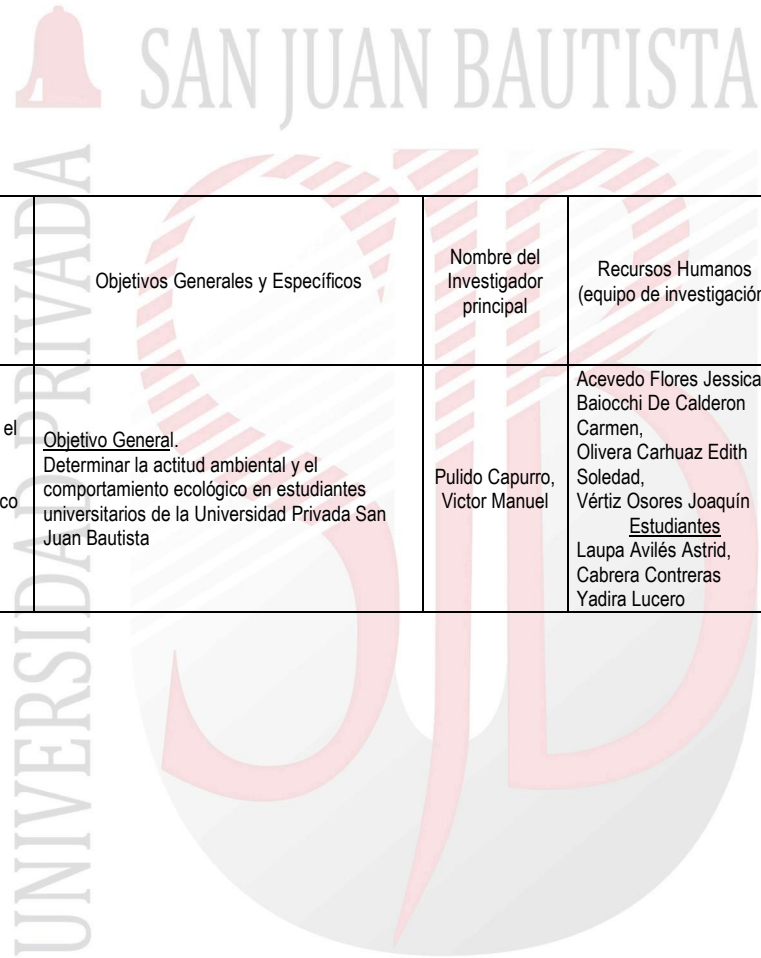 SAN JUAN BAUTISTA
UNIVERSIDAD PRIVADA
Objetivos Generales y Específicos
Nombre del
Investigador
principal
Recursos Humanos
(equipo de investigación
el
co
Objetivo General.
Determinar la actitud ambiental y el
comportamiento ecológico en estudiantes
universitarios de la Universidad Privada San
Juan Bautista
Pulido Capurro,
Victor Manuel
Acevedo Flores Jessica
Baiocchi De Calderon
Carmen,
Olivera Carhuaz Edith
Soledad,
Vértiz Osores Joaquín
Estudiantes
Laupa Avilés Astrid,
Cabrera Contreras
Yadira Lucero
SJB